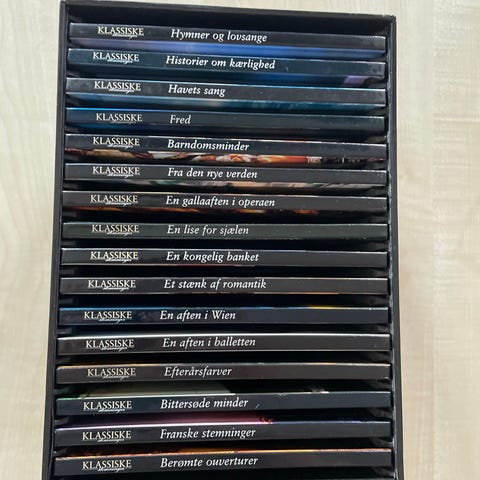 KLASSISKE Hymner og lovsange
KLASSISKE Historier om kærlighed
KLASSISKE Havets sang
KLASSISKE Fred
KLASSISKE Barndomsminder
KLASSISKE Fra den nye verden
KLASSISKE En gallaaften i operaen
KLASSISKE En lise for sjælen
KLASSISKE En kongelig banket
KLASSISKE Et stænk af romantik
KLASSISKE En aften i Wien
KLASSISKE En aften i balletten
KLASSISKE Efterårsfarver
KLASSISKE Bittersøde minder
KLASSISKE Franske stemninger
KLASSISKE Berømte ouverturer